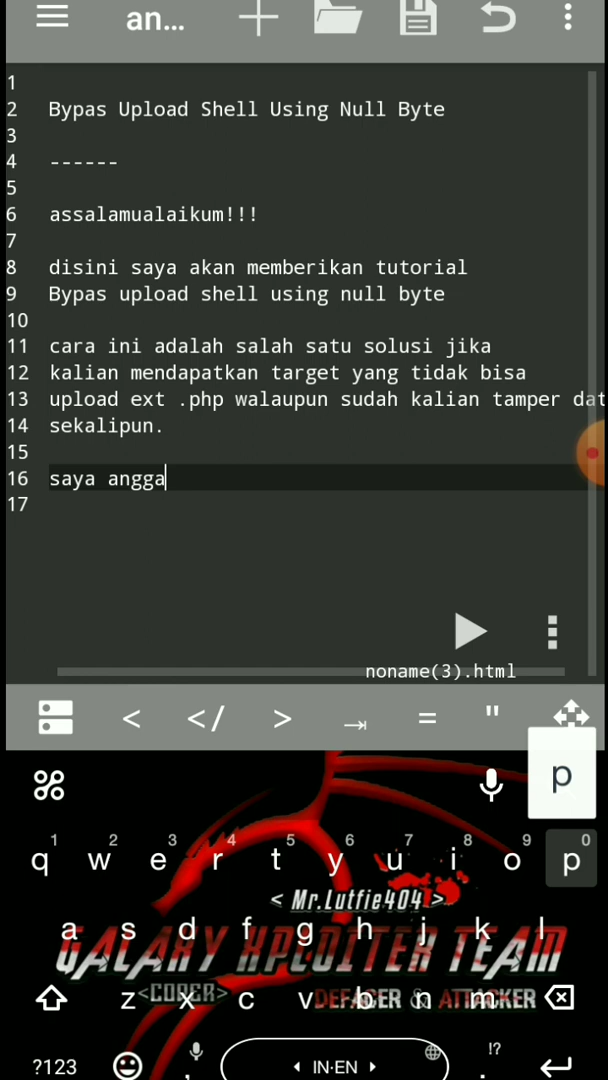 an...
1
2 Bypas Upload Shell Using Null Byte
3
4 ------
5
6 assalamualaikum!!!
7
8 disini saya akan memberikan tutorial
9 Bypas upload shell using null byte
10
11 cara ini adalah salah satu solusi jika
12 kalian mendapatkan target yang tidak bisa
13 upload ext .php walaupun sudah kalian tamper dat
14 sekalipun.
15
16 saya angga
17
noname(3).html
< </ > = "
p
1 2 3 4 5 6 7 8 9 0
q w e r t y u i o p
< Mr.Lutfie404 >
a s d f g h j k l
GALAXY XPLOITER TEAM
<CODER> DEFACER & ATTACKER
z x c v b n m
!?
?123 , IN·EN .